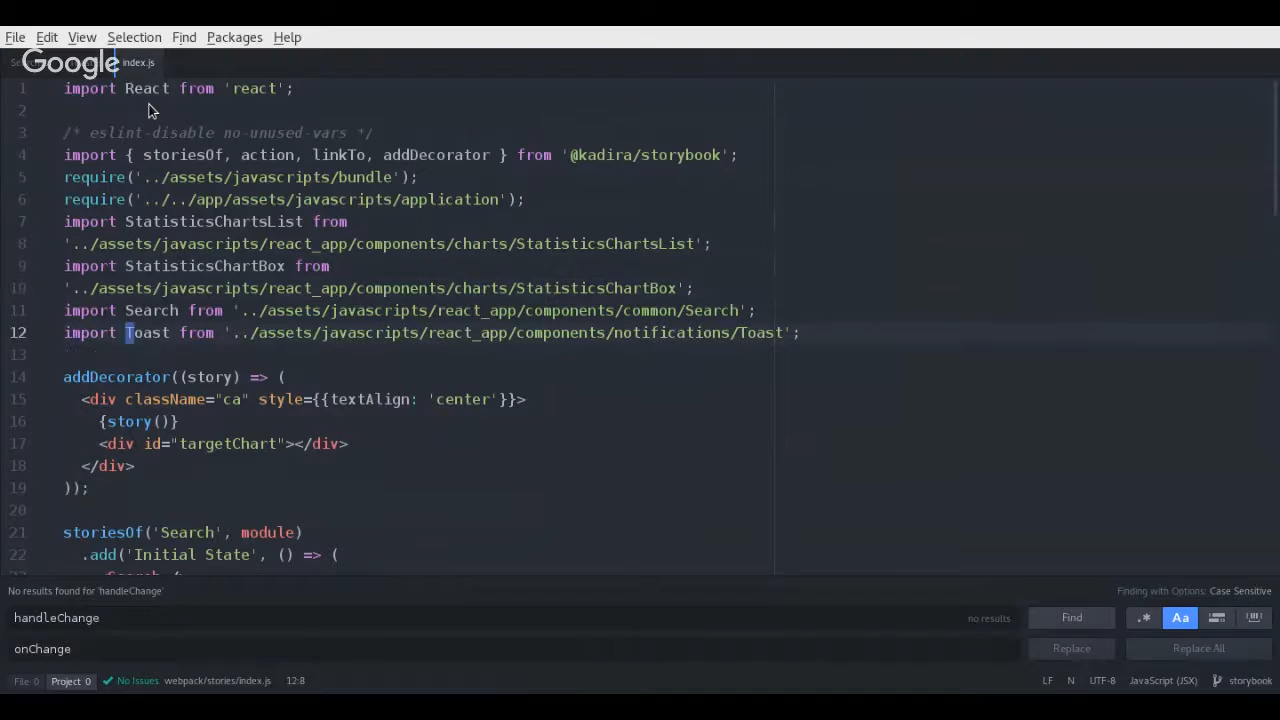 File Edit View Selection Find Packages Help
Google
index.js
1 import React from 'react';
2
3 /* eslint-disable no-unused-vars */
4 import { storiesOf, action, linkTo, addDecorator } from '@kadira/storybook';
5 require('../assets/javascripts/bundle');
6 require('../../app/assets/javascripts/application');
7 import StatisticsChartsList from
8 '../assets/javascripts/react_app/components/charts/StatisticsChartsList';
9 import StatisticsChartBox from
10 '../assets/javascripts/react_app/components/charts/StatisticsChartBox';
11 import Search from '../assets/javascripts/react_app/components/common/Search';
12 import Toast from '../assets/javascripts/react_app/components/notifications/Toast';
13
14 addDecorator((story) => (
15 <div className="ca" style={{textAlign: 'center'}}>
16 {story()}
17 <div id="targetChart"></div>
18 </div>
19 ));
20
21 storiesOf('Search', module)
22 .add('Initial State', () => (
No results found for 'handleChange' Finding with Options: Case Sensitive
handleChange no results Find .* Aa
onChange Replace Replace All
File 0 Project 0 No Issues webpack/stories/index.js 12:8 LF N UTF-8 JavaScript (JSX) storybook